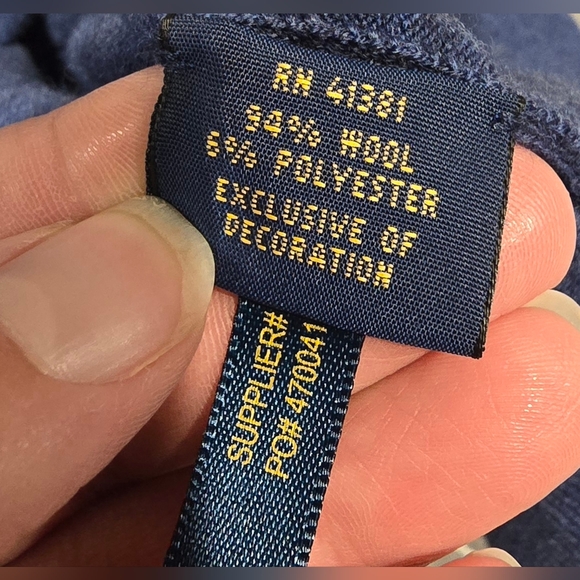 RN 41381
94% WOOL
6% POLYESTER
EXCLUSIVE OF
DECORATION
SUPPLIER#
PO# 470041